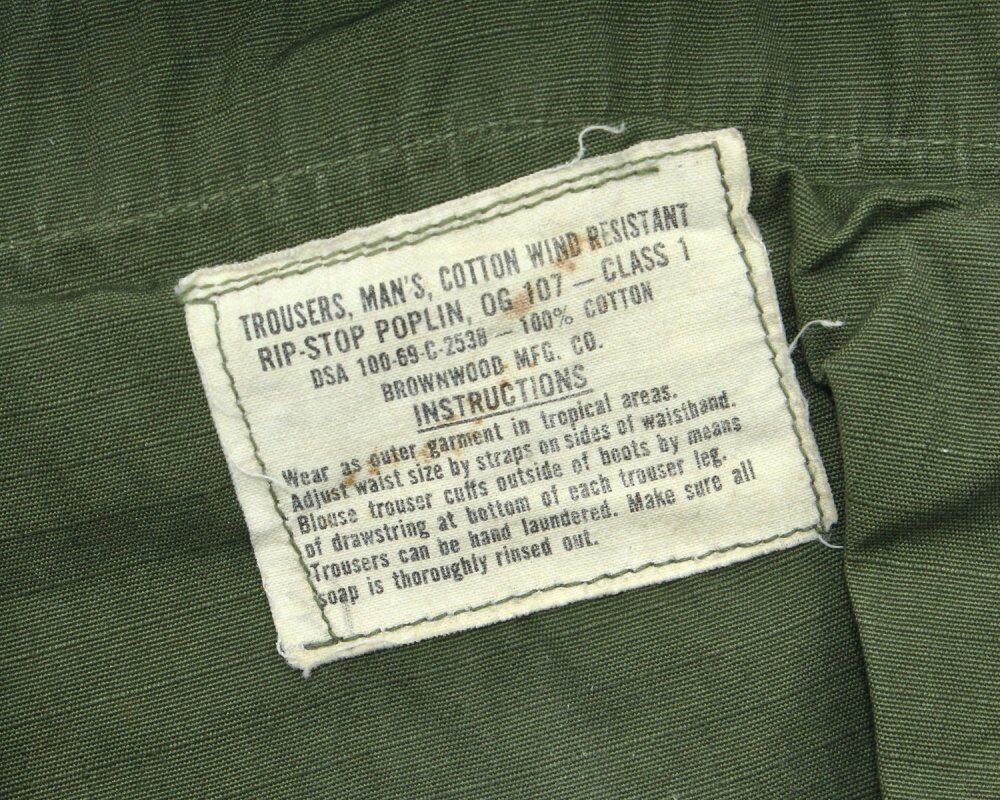 TROUSERS, MAN'S, COTTON WIND RESISTANT
RIP-STOP POPLIN, OG 107 — CLASS 1
DSA 100-69-C-2538 — 100% COTTON
BROWNWOOD MFG. CO.
INSTRUCTIONS
Wear as outer garment in tropical areas.
Adjust waist size by straps on sides of waistband.
Blouse trouser cuffs outside of boots by means
of drawstring at bottom of each trouser leg.
Trousers can be hand laundered. Make sure all
soap is thoroughly rinsed out.